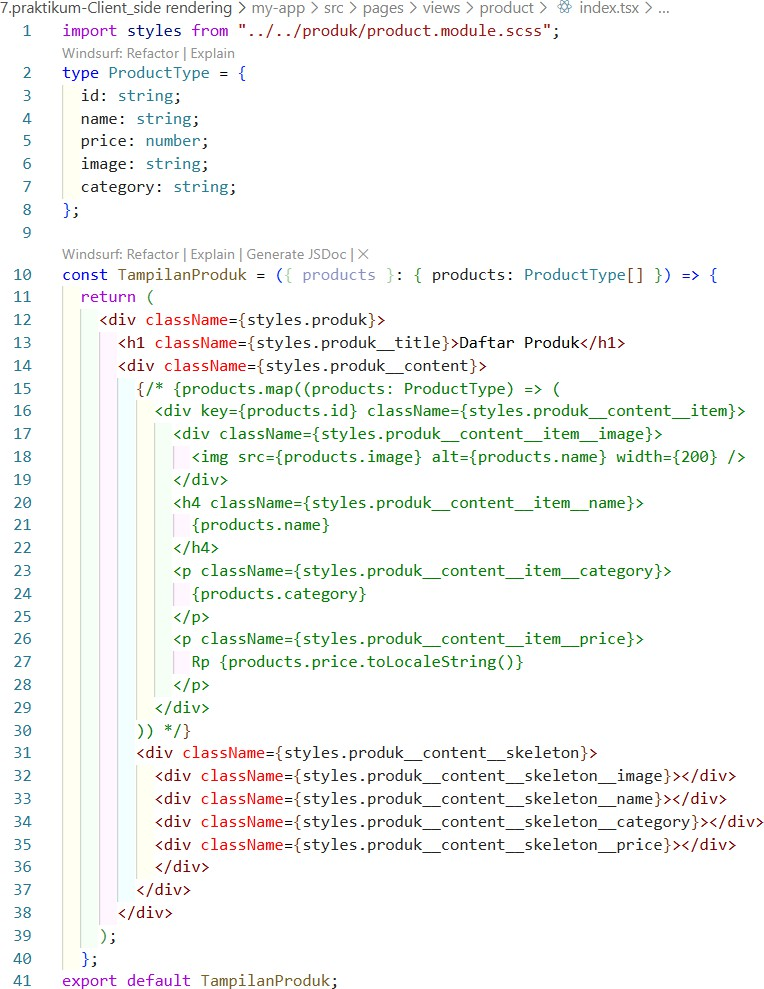 7.praktikum-Client_side rendering > my-app > src > pages > views > product > index.tsx > ...
1 import styles from "../../produk/product.module.scss";
Windsurf: Refactor | Explain
2 type ProductType = {
3 id: string;
4 name: string;
5 price: number;
6 image: string;
7 category: string;
8 };
9
Windsurf: Refactor | Explain | Generate JSDoc | ×
10 const TampilanProduk = ({ products }: { products: ProductType[] }) => {
11 return (
12 <div className={styles.produk}>
13 <h1 className={styles.produk__title}>Daftar Produk</h1>
14 <div className={styles.produk__content}>
15 {/* {products.map((products: ProductType) => (
16 <div key={products.id} className={styles.produk__content__item}>
17 <div className={styles.produk__content__item__image}>
18 <img src={products.image} alt={products.name} width={200} />
19 </div>
20 <h4 className={styles.produk__content__item__name}>
21 {products.name}
22 </h4>
23 <p className={styles.produk__content__item__category}>
24 {products.category}
25 </p>
26 <p className={styles.produk__content__item__price}>
27 Rp {products.price.toLocaleString()}
28 </p>
29 </div>
30 )) */}
31 <div className={styles.produk__content__skeleton}>
32 <div className={styles.produk__content__skeleton__image}></div>
33 <div className={styles.produk__content__skeleton__name}></div>
34 <div className={styles.produk__content__skeleton__category}></div>
35 <div className={styles.produk__content__skeleton__price}></div>
36 </div>
37 </div>
38 </div>
39 );
40 };
41 export default TampilanProduk;